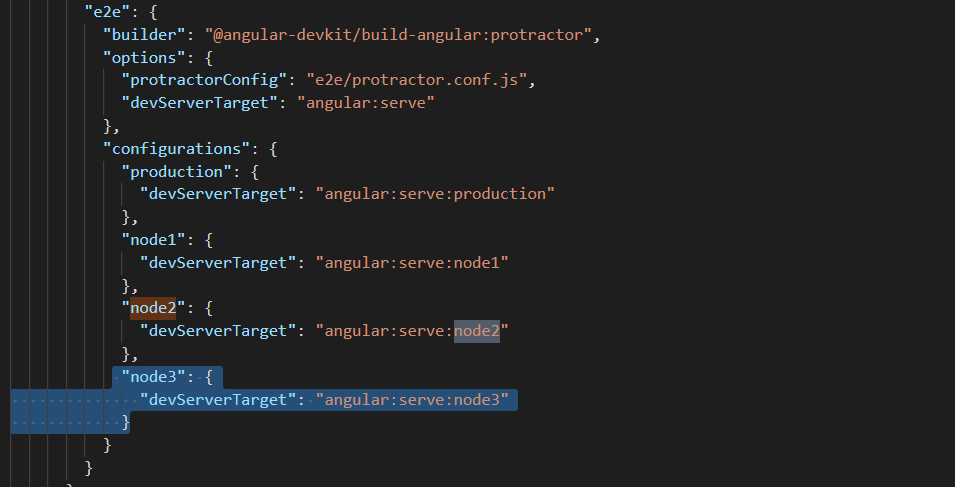 "e2e": {
"builder": "@angular-devkit/build-angular:protractor",
"options": {
"protractorConfig": "e2e/protractor.conf.js",
"devServerTarget": "angular:serve"
},
"configurations": {
"production": {
"devServerTarget": "angular:serve:production"
},
"node1": {
"devServerTarget": "angular:serve:node1"
},
"node2": {
"devServerTarget": "angular:serve:node2"
},
"node3": {
"devServerTarget": "angular:serve:node3"
}
}
}